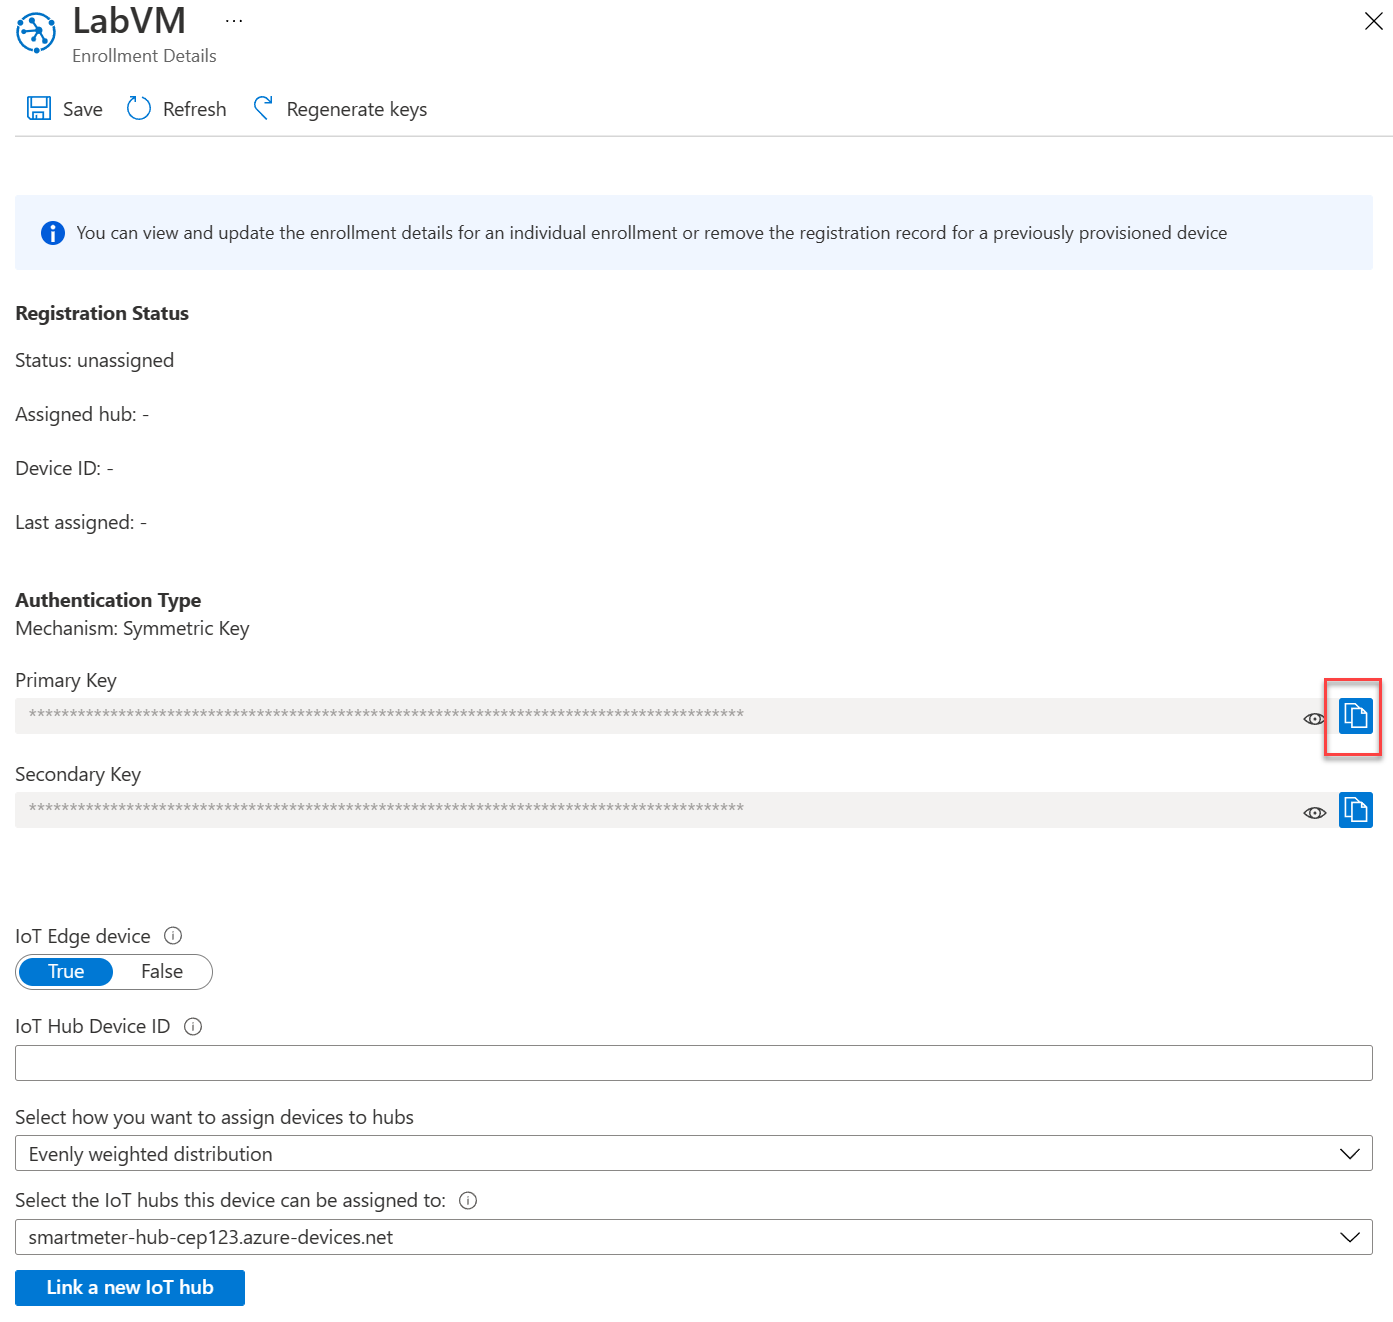 LabVM ...
Enrollment Details
Save Refresh Regenerate keys
You can view and update the enrollment details for an individual enrollment or remove the registration record for a previously provisioned device
Registration Status
Status: unassigned
Assigned hub: -
Device ID: -
Last assigned: -
Authentication Type
Mechanism: Symmetric Key
Primary Key
****************************************************************************************
Secondary Key
****************************************************************************************
IoT Edge device
True False
IoT Hub Device ID
Select how you want to assign devices to hubs
Evenly weighted distribution
Select the IoT hubs this device can be assigned to:
smartmeter-hub-cep123.azure-devices.net
Link a new IoT hub